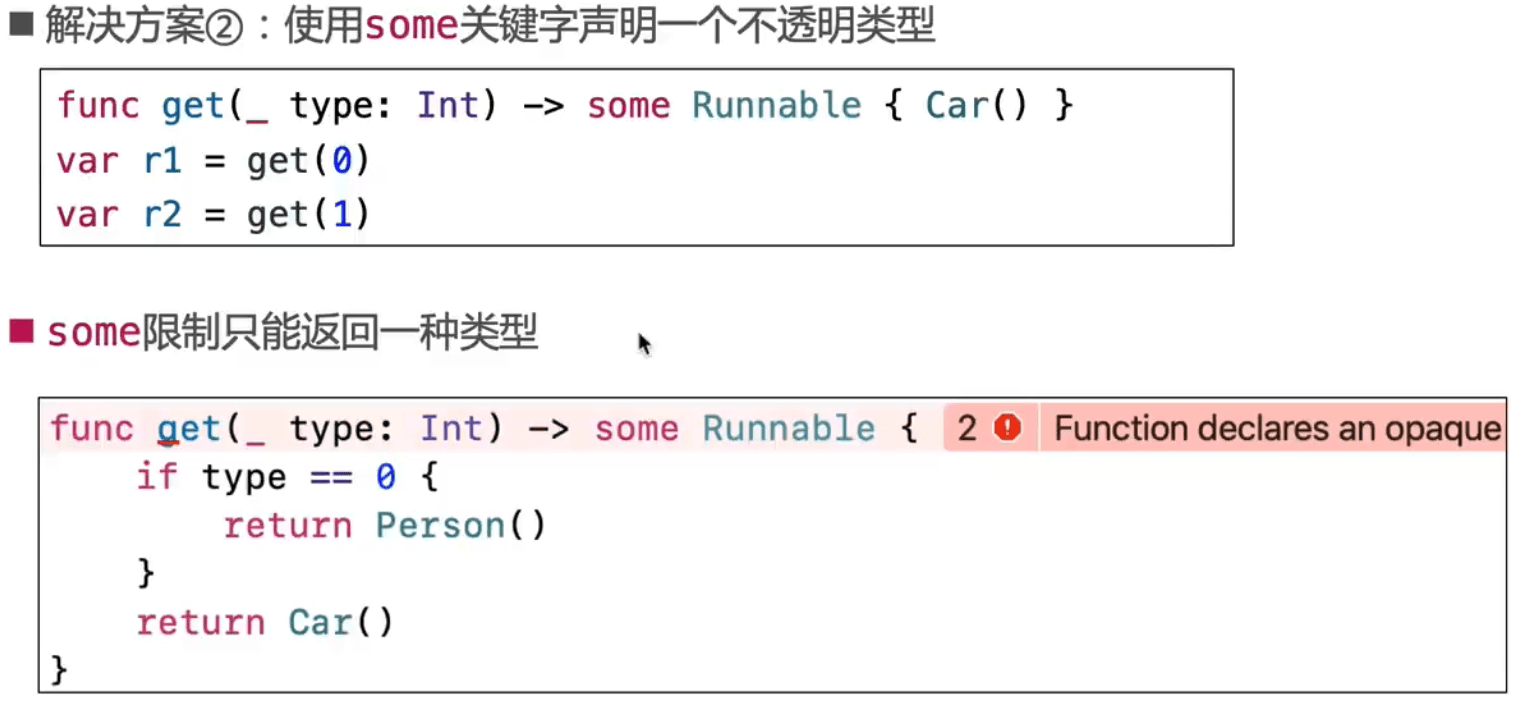 ■ 解决方案②：使用some关键字声明一个不透明类型
func get(_ type: Int) -> some Runnable { Car() }
var r1 = get(0)
var r2 = get(1)
■ some限制只能返回一种类型
func get(_ type: Int) -> some Runnable { 2 Function declares an opaque
if type == 0 {
return Person()
}
return Car()
}